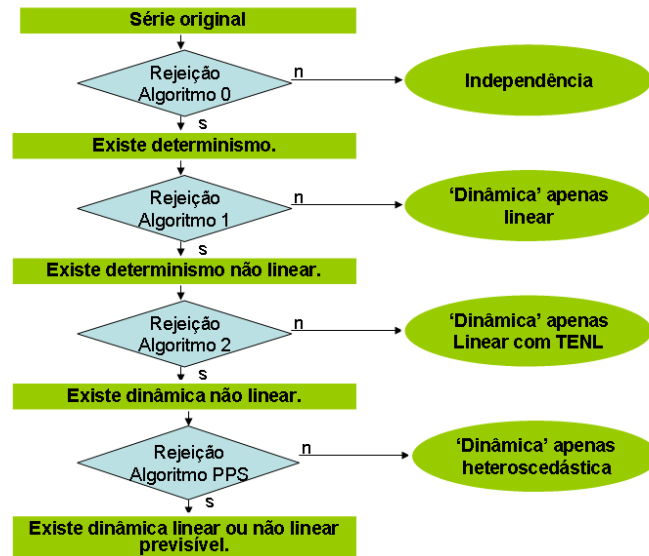 Série original
Rejeição
Algoritmo 0
n
Independência
s
Existe determinismo.
Rejeição
Algoritmo 1
n
‘Dinâmica’ apenas
linear
s
Existe determinismo não linear.
Rejeição
Algoritmo 2
n
‘Dinâmica’ apenas
Linear com TENL
s
Existe dinâmica não linear.
Rejeição
Algoritmo PPS
n
‘Dinâmica’ apenas
heteroscedástica
s
Existe dinâmica linear ou não linear
previsível.